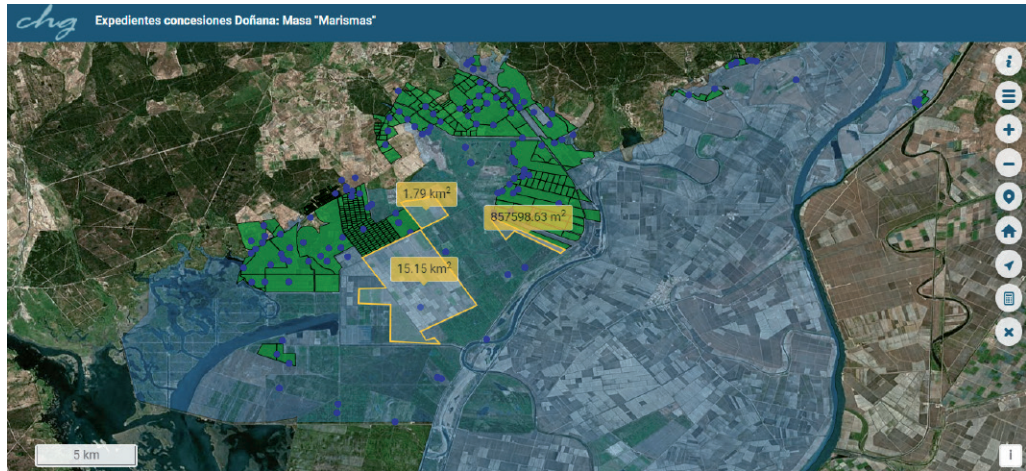 chg
Expedientes concesiones Doñana: Masa "Marismas"
1.79 km²
857598.63 m²
15.15 km²
5 km
i